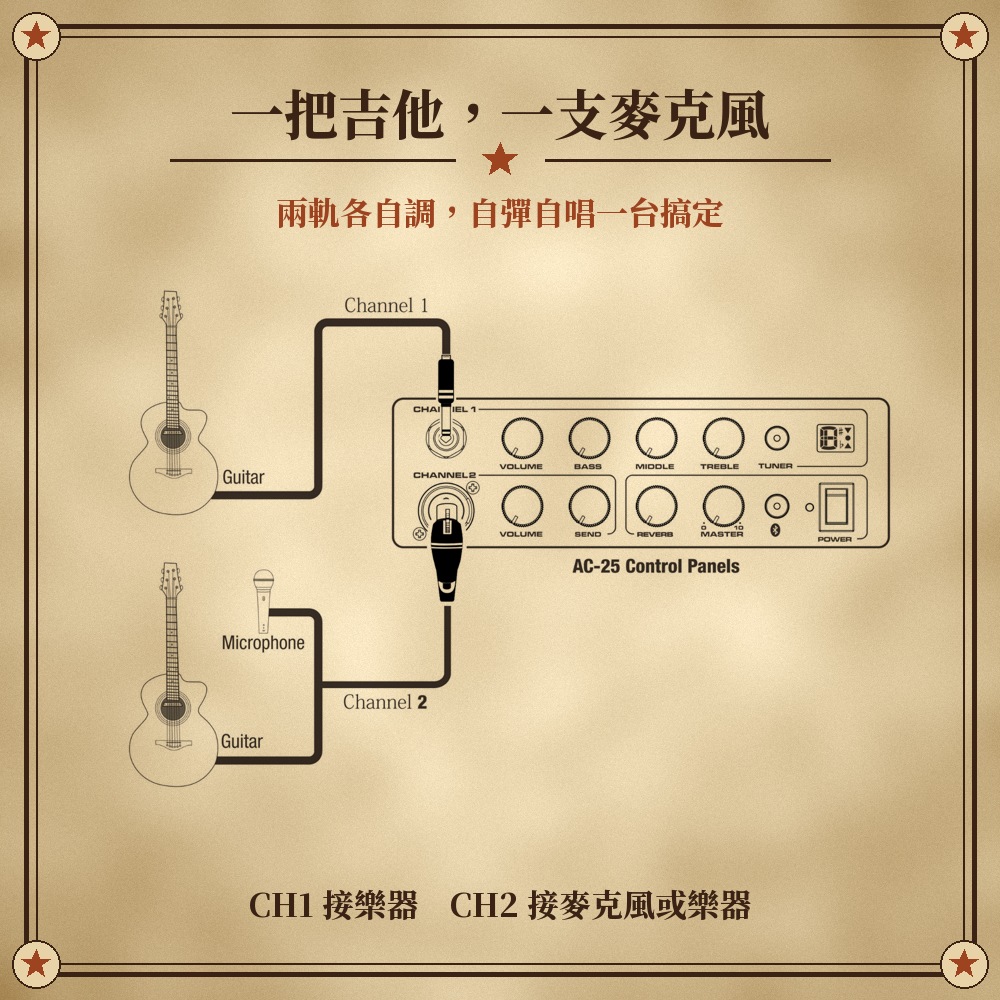 一把吉他，一支麥克風
兩軌各自調，自彈自唱一台搞定
Channel 1
Guitar
CHANNEL 1
VOLUME
BASS
MIDDLE
TREBLE
TUNER
CHANNEL2
VOLUME
SEND
REVERB
0 10
MASTER
POWER
AC-25 Control Panels
Microphone
Channel 2
Guitar
CH1 接樂器 CH2 接麥克風或樂器